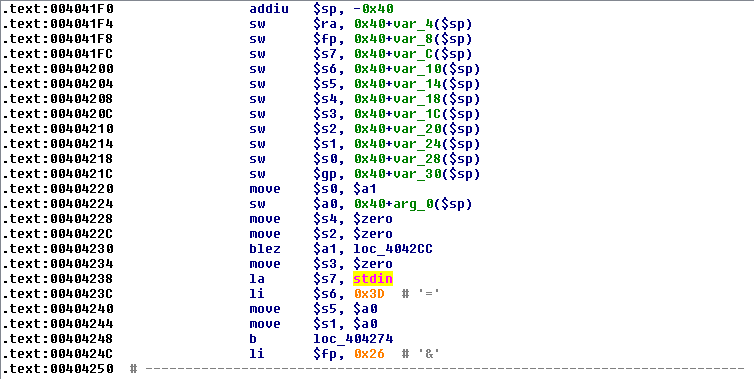 .text:004041F0 addiu $sp, -0x40
.text:004041F4 sw $ra, 0x40+var_4($sp)
.text:004041F8 sw $fp, 0x40+var_8($sp)
.text:004041FC sw $s7, 0x40+var_C($sp)
.text:00404200 sw $s6, 0x40+var_10($sp)
.text:00404204 sw $s5, 0x40+var_14($sp)
.text:00404208 sw $s4, 0x40+var_18($sp)
.text:0040420C sw $s3, 0x40+var_1C($sp)
.text:00404210 sw $s2, 0x40+var_20($sp)
.text:00404214 sw $s1, 0x40+var_24($sp)
.text:00404218 sw $s0, 0x40+var_28($sp)
.text:0040421C sw $gp, 0x40+var_30($sp)
.text:00404220 move $s0, $a1
.text:00404224 sw $a0, 0x40+arg_0($sp)
.text:00404228 move $s4, $zero
.text:0040422C move $s2, $zero
.text:00404230 blez $a1, loc_4042CC
.text:00404234 move $s3, $zero
.text:00404238 la $s7, stdin
.text:0040423C li $s6, 0x3D # '='
.text:00404240 move $s5, $a0
.text:00404244 move $s1, $a0
.text:00404248 b loc_404274
.text:0040424C li $fp, 0x26 # '&'
.text:00404250 # ---------------------------------------------------------------------------